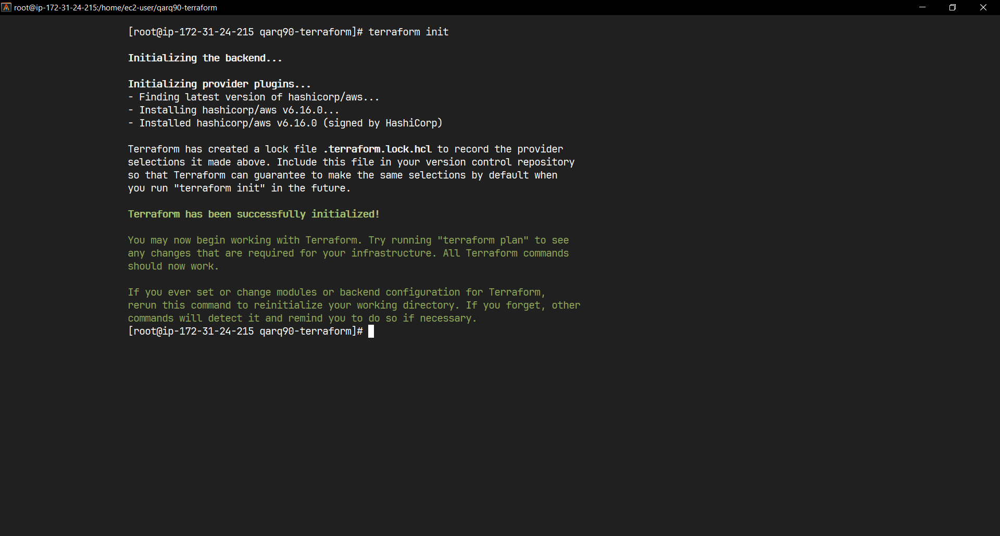 root@ip-172-31-24-215:/home/ec2-user/qarq90-terraform
[root@ip-172-31-24-215 qarq90-terraform]# terraform init
Initializing the backend...
Initializing provider plugins...
- Finding latest version of hashicorp/aws...
- Installing hashicorp/aws v6.16.0...
- Installed hashicorp/aws v6.16.0 (signed by HashiCorp)
Terraform has created a lock file .terraform.lock.hcl to record the provider
selections it made above. Include this file in your version control repository
so that Terraform can guarantee to make the same selections by default when
you run "terraform init" in the future.
Terraform has been successfully initialized!
You may now begin working with Terraform. Try running "terraform plan" to see
any changes that are required for your infrastructure. All Terraform commands
should now work.
If you ever set or change modules or backend configuration for Terraform,
rerun this command to reinitialize your working directory. If you forget, other
commands will detect it and remind you to do so if necessary.
[root@ip-172-31-24-215 qarq90-terraform]#